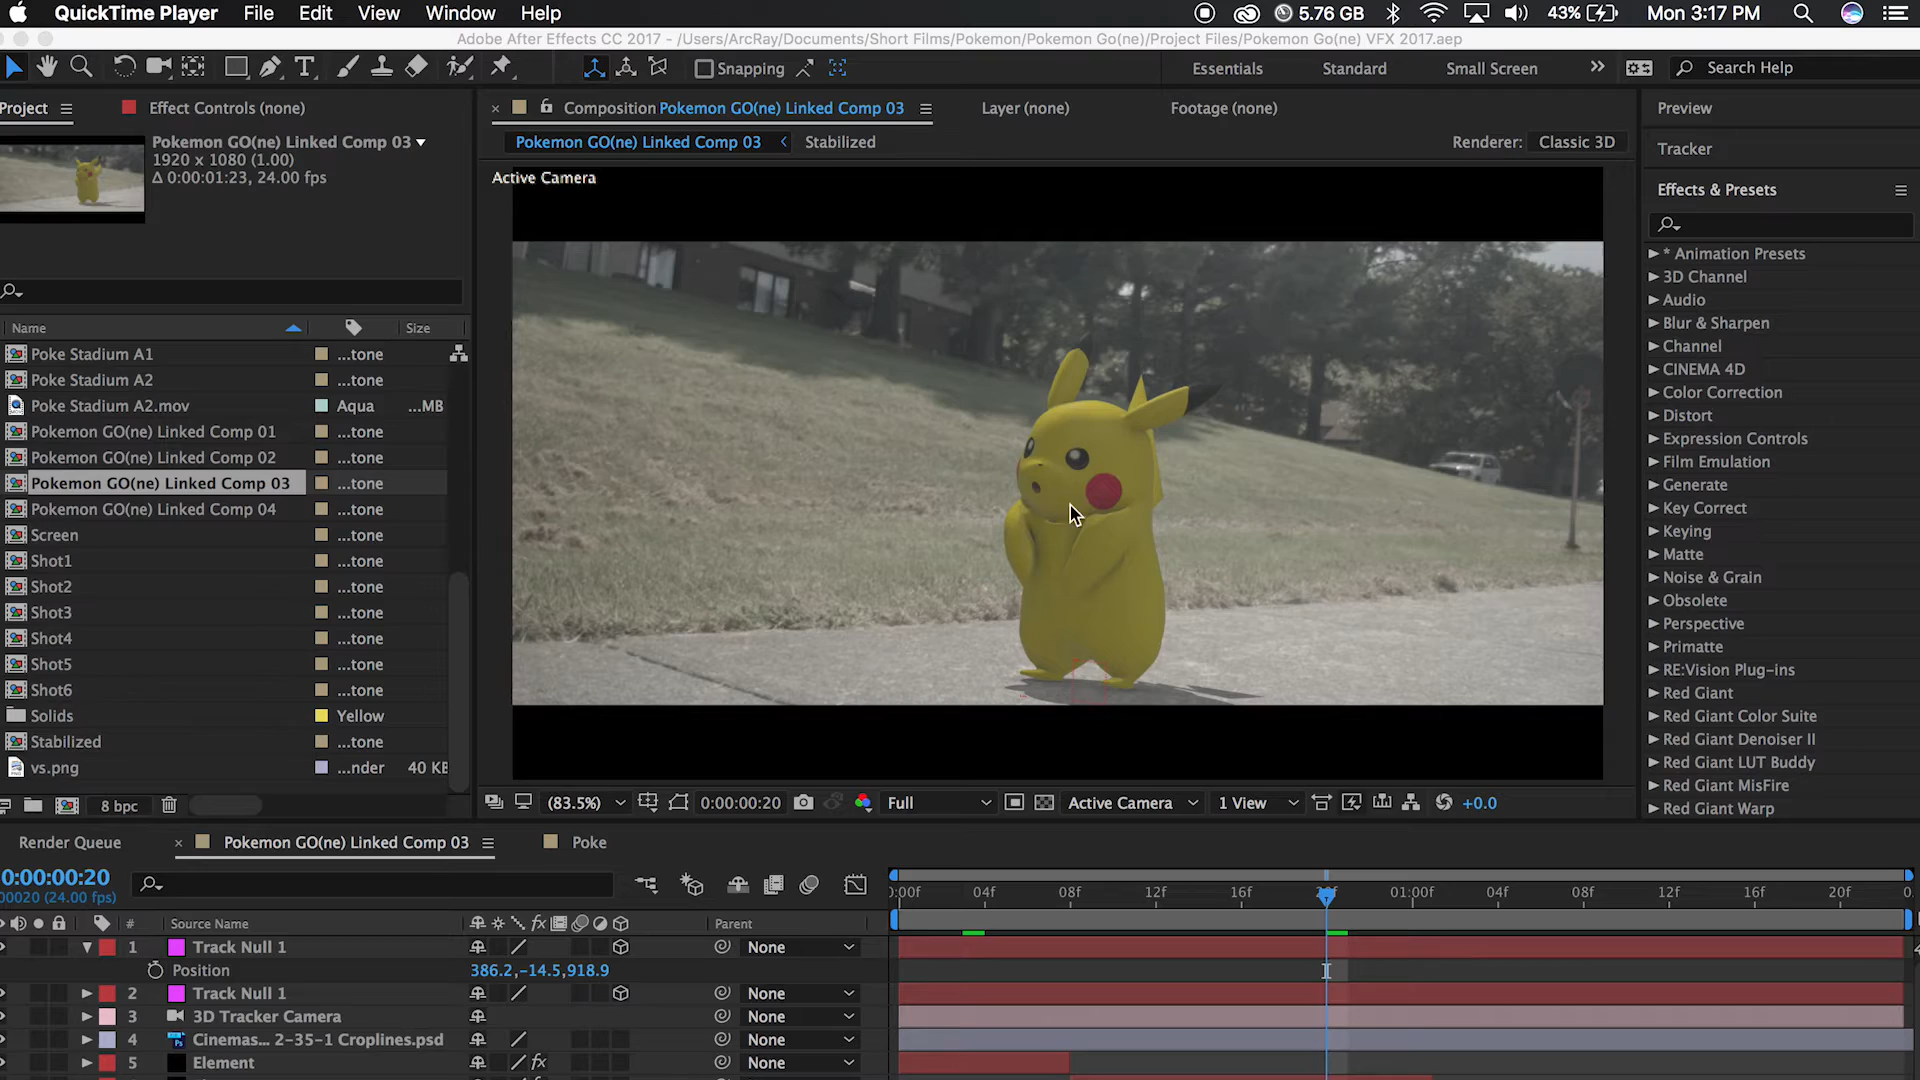 QuickTime Player File Edit View Window Help 5.76 GB 43% Mon 3:17 PM
Adobe After Effects CC 2017 - /Users/ArcRay/Documents/Short Films/Pokemon/Pokemon Go(ne)/Project Files/Pokemon Go(ne) VFX 2017.aep
Snapping Essentials Standard Small Screen Search Help
Project Effect Controls (none) Composition Pokemon GO(ne) Linked Comp 03 Layer (none) Footage (none) Preview
Pokemon GO(ne) Linked Comp 03
1920 x 1080 (1.00)
Δ 0:00:01:23, 24.00 fps
Pokemon GO(ne) Linked Comp 03 Stabilized Renderer: Classic 3D
Active Camera
Tracker
Effects & Presets
* Animation Presets
3D Channel
Audio
Blur & Sharpen
Channel
CINEMA 4D
Color Correction
Distort
Expression Controls
Film Emulation
Generate
Key Correct
Keying
Matte
Noise & Grain
Obsolete
Perspective
Primatte
RE:Vision Plug-ins
Red Giant
Red Giant Color Suite
Red Giant Denoiser II
Red Giant LUT Buddy
Red Giant MisFire
Red Giant Warp
Name Size
Poke Stadium A1 ...tone
Poke Stadium A2 ...tone
Poke Stadium A2.mov Aqua ...MB
Pokemon GO(ne) Linked Comp 01 ...tone
Pokemon GO(ne) Linked Comp 02 ...tone
Pokemon GO(ne) Linked Comp 03 ...tone
Pokemon GO(ne) Linked Comp 04 ...tone
Screen ...tone
Shot1 ...tone
Shot2 ...tone
Shot3 ...tone
Shot4 ...tone
Shot5 ...tone
Shot6 ...tone
Solids Yellow
Stabilized ...tone
vs.png ...nder 40 KB
8 bpc
(83.5%) 0:00:00:20 Full Active Camera 1 View +0.0
Render Queue Pokemon GO(ne) Linked Comp 03 Poke
0:00:00:20
00020 (24.00 fps)
0:00f 04f 08f 12f 16f 20f 01:00f 04f 08f 12f 16f 20f
# Source Name fx Parent
1 Track Null 1 None
Position 386.2,-14.5,918.9
2 Track Null 1 None
3 3D Tracker Camera None
4 Cinemas... 2-35-1 Croplines.psd None
5 Element fx None